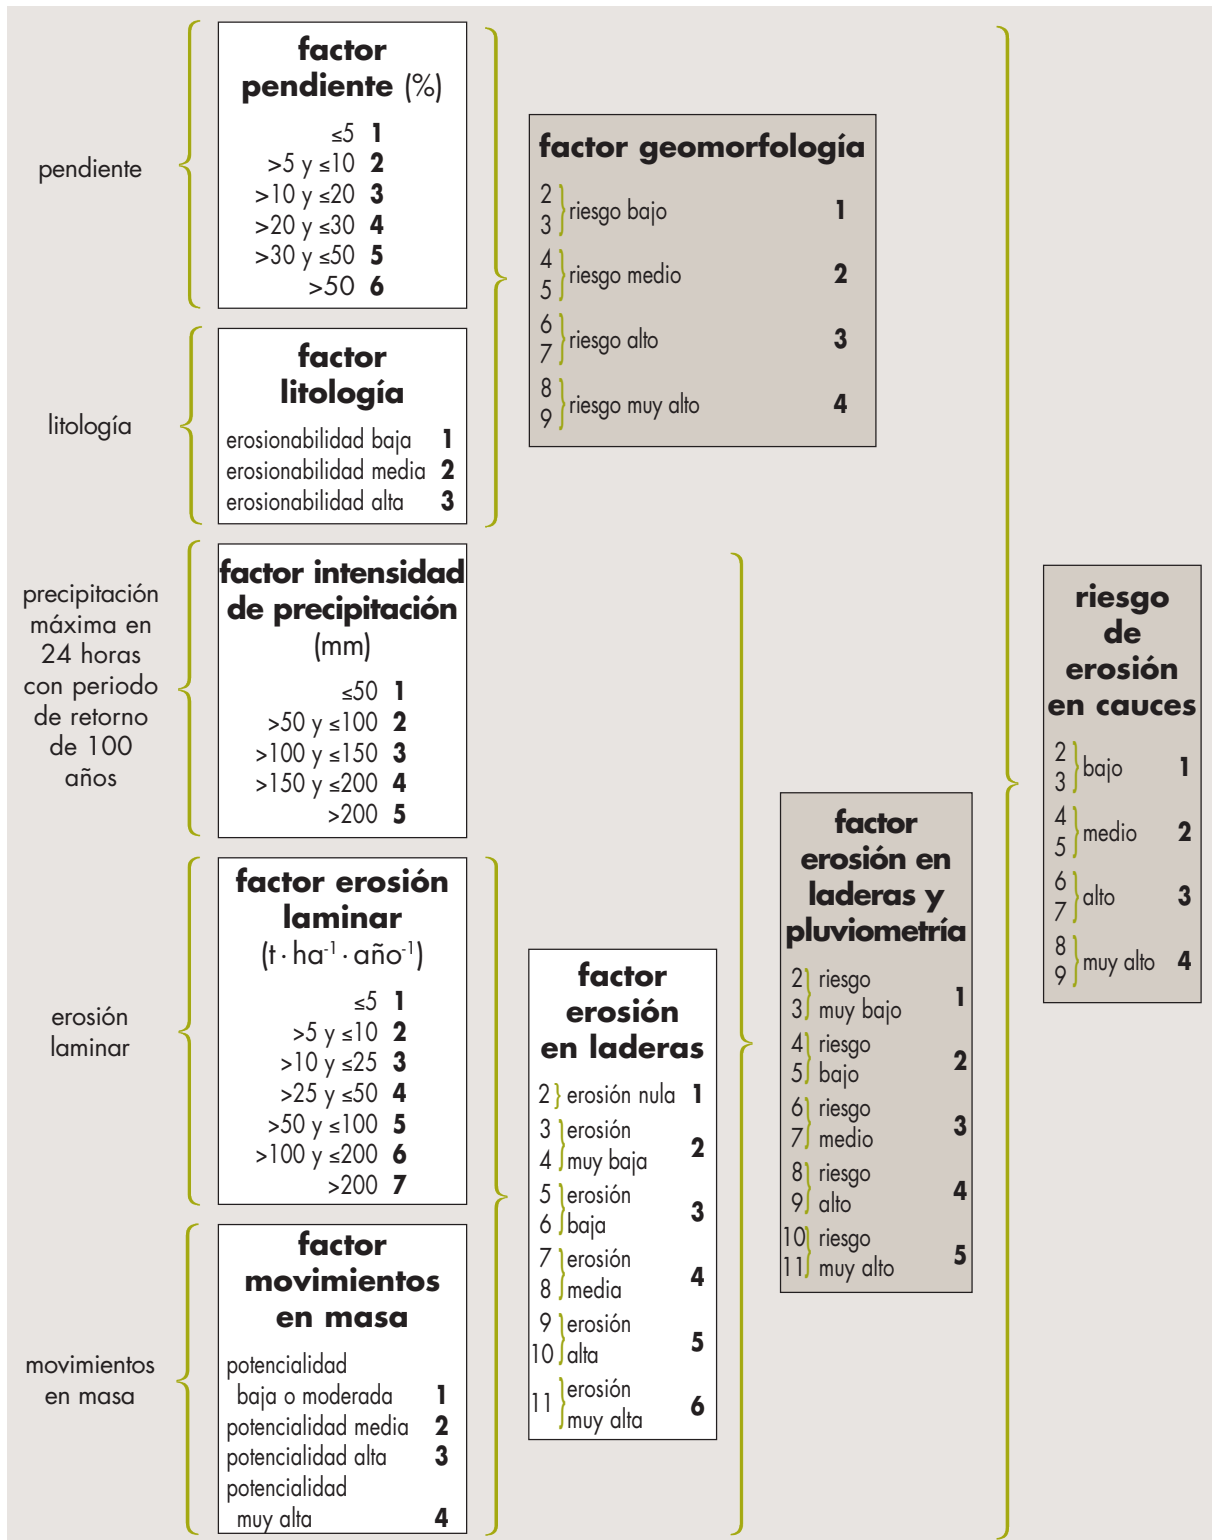 pendiente
factor
pendiente (%)
≤5 1
>5 y ≤10 2
>10 y ≤20 3
>20 y ≤30 4
>30 y ≤50 5
>50 6
litología
factor
litología
erosionabilidad baja 1
erosionabilidad media 2
erosionabilidad alta 3
factor geomorfología
2
3
riesgo bajo 1
4
5
riesgo medio 2
6
7
riesgo alto 3
8
9
riesgo muy alto 4
precipitación
máxima en
24 horas
con periodo
de retorno
de 100
años
factor intensidad
de precipitación
(mm)
≤50 1
>50 y ≤100 2
>100 y ≤150 3
>150 y ≤200 4
>200 5
erosión
laminar
factor erosión
laminar
(t · ha-1 · año-1)
≤5 1
>5 y ≤10 2
>10 y ≤25 3
>25 y ≤50 4
>50 y ≤100 5
>100 y ≤200 6
>200 7
movimientos
en masa
factor
movimientos
en masa
potencialidad
baja o moderada 1
potencialidad media 2
potencialidad alta 3
potencialidad
muy alta 4
factor
erosión
en laderas
2 erosión nula 1
3 erosión
4 muy baja 2
5 erosión
6 baja 3
7 erosión
8 media 4
9 erosión
10 alta 5
11 erosión
muy alta 6
factor
erosión en
laderas y
pluviometría
2 riesgo
3 muy bajo 1
4 riesgo
5 bajo 2
6 riesgo
7 medio 3
8 riesgo
9 alto 4
10 riesgo
11 muy alto 5
riesgo
de
erosión
en cauces
2
3
bajo 1
4
5
medio 2
6
7
alto 3
8
9
muy alto 4